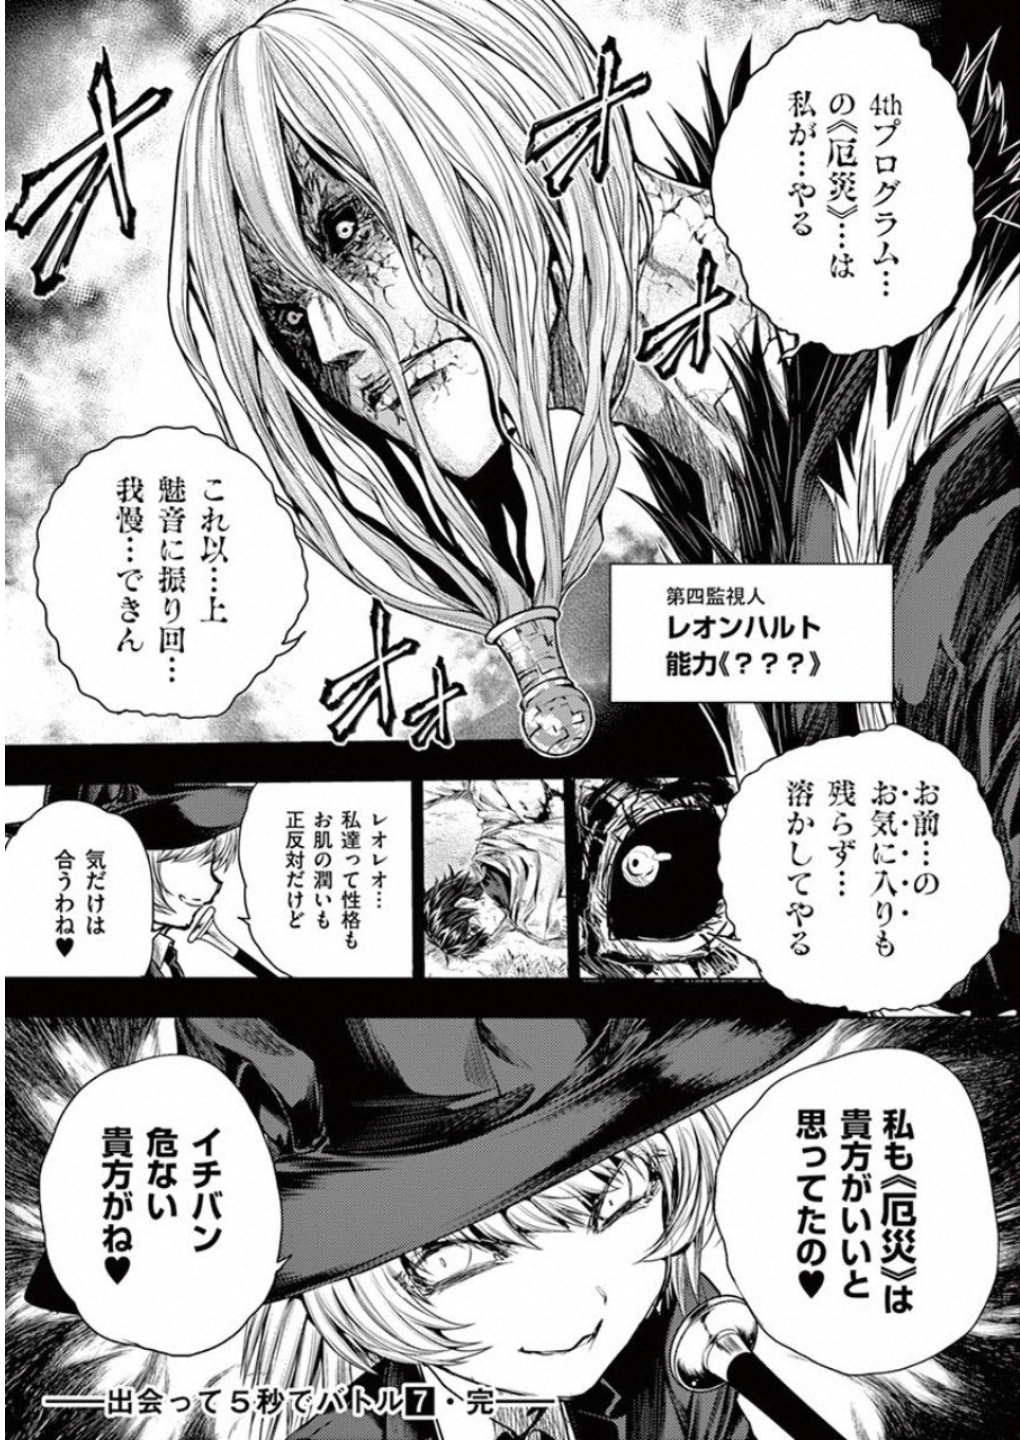 4thプログラム…
の《厄災》…は
私が…やる
オ
オ
オ
オ
オ
オ
これ以…上
魅音に振り回…
我慢…できん
第四監視人
レオンハルト
能力《？？？》
お前…の
お気に入りも
残らず…
溶かしてやる
レオレオ…
私達って性格も
お肌の潤いも
正反対だけど
気だけは
合うわね♥
私も《厄災》は
貴方がいいと
思ってたの♥
イチバン
危ない
貴方がね♥
出会って５秒でバトル７・完